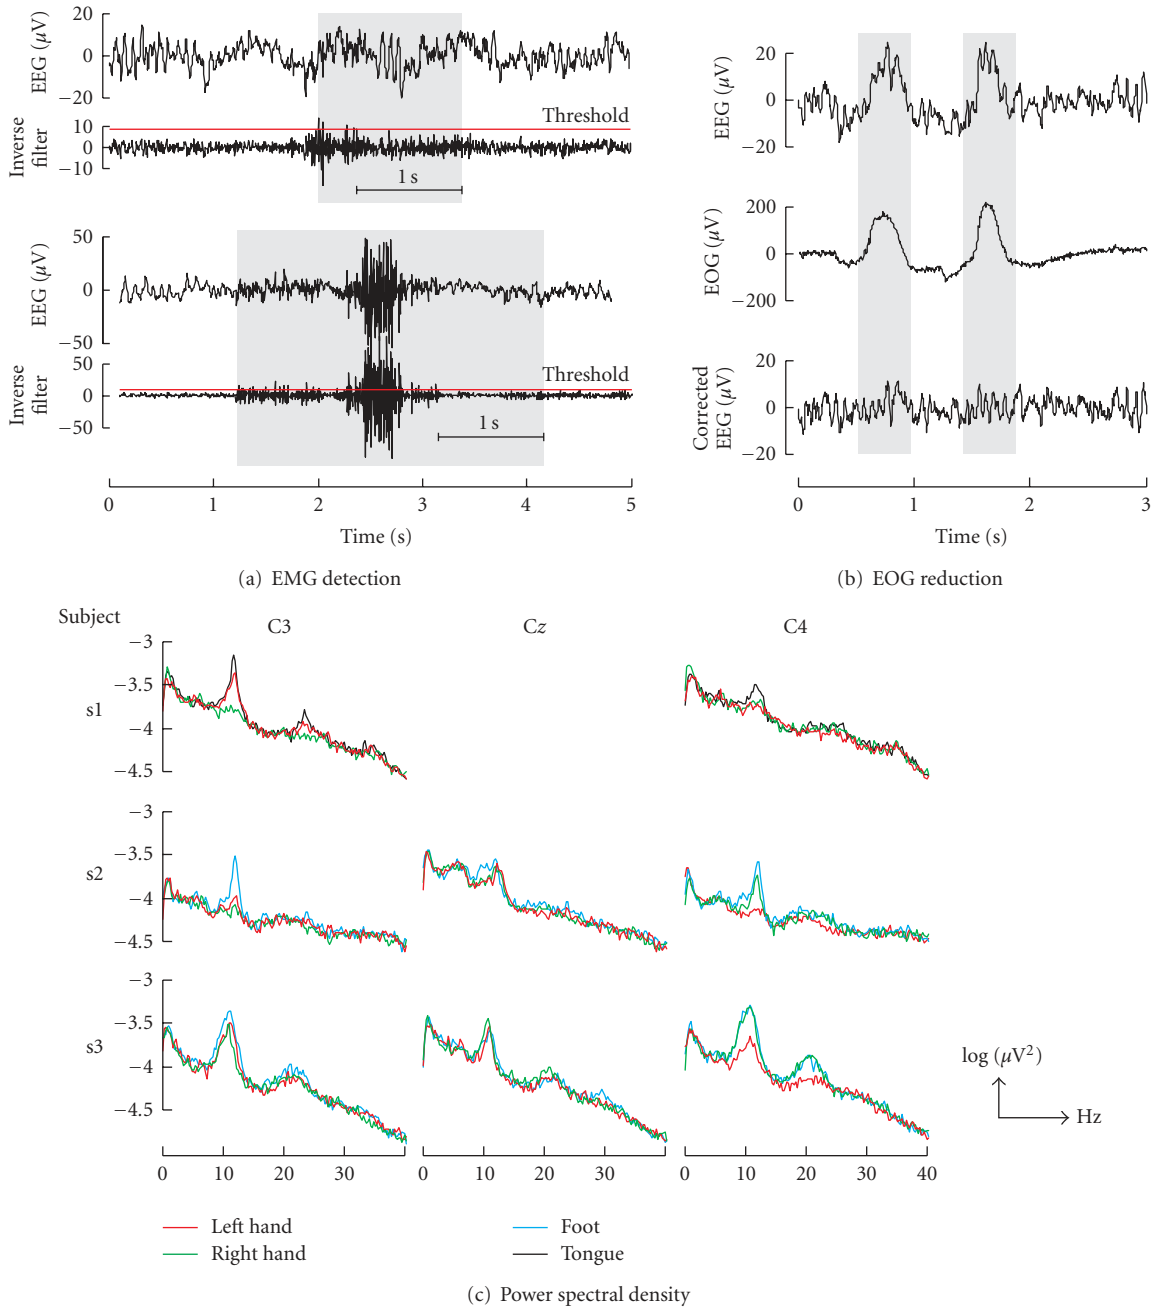 20
0
−20
EEG (µV)
10
0
−10
Inverse
filter
Threshold
1 s
50
0
−50
EEG (µV)
50
0
−50
Inverse
filter
Threshold
1 s
0 1 2 3 4 5
Time (s)
(a) EMG detection
20
0
−20
EEG (µV)
200
0
−200
EOG (µV)
20
0
−20
Corrected
EEG (µV)
0 1 2 3
Time (s)
(b) EOG reduction
Subject
C3 Cz C4
s1
−3
−3.5
−4
−4.5
s2
−3
−3.5
−4
−4.5
s3
−3
−3.5
−4
−4.5
0 10 20 30
0 10 20 30 40
0 10 20 30 40
log (µV²)
Hz
Left hand
Right hand
Foot
Tongue
(c) Power spectral density